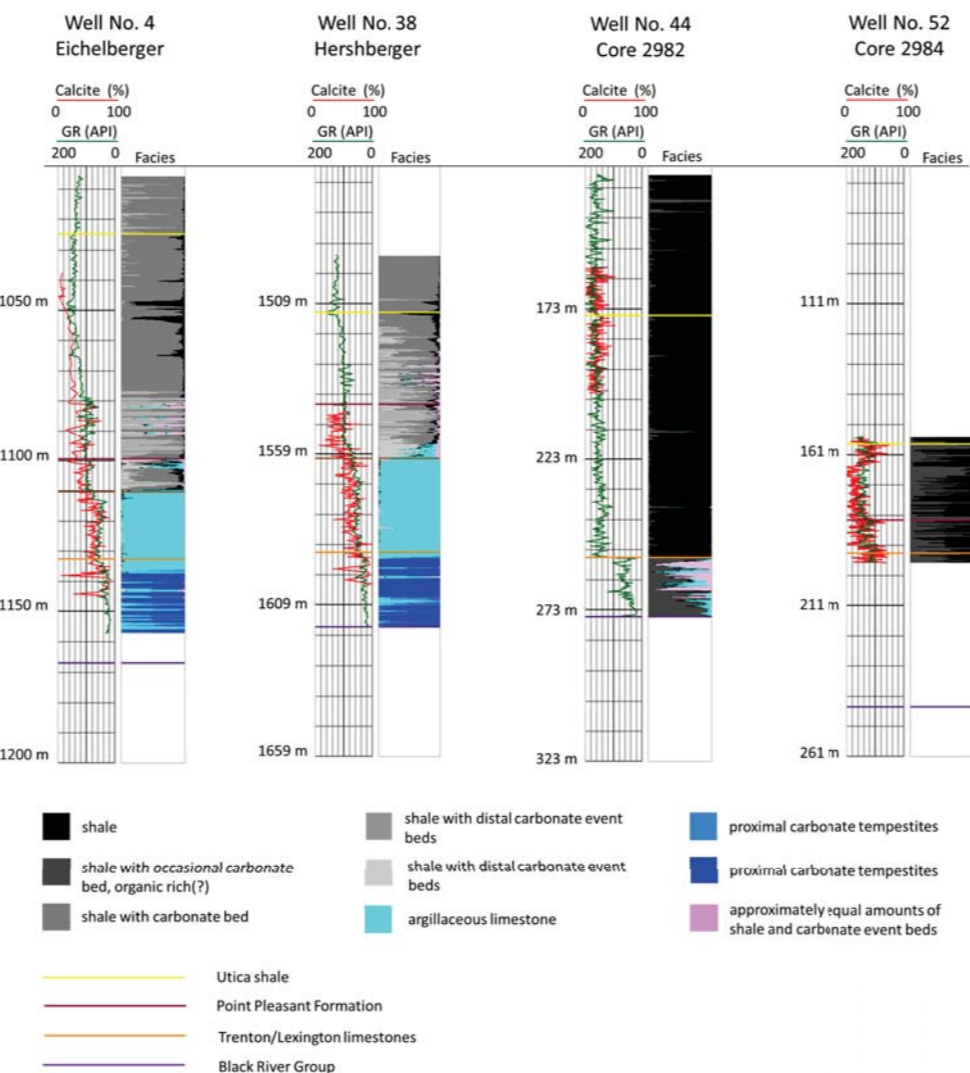 Well No. 4
Eichelberger
Well No. 38
Hershberger
Well No. 44
Core 2982
Well No. 52
Core 2984
Calcite (%)
0 100
GR (API)
200 0 Facies
Calcite (%)
0 100
GR (API)
200 0 Facies
Calcite (%)
0 100
GR (API)
200 0 Facies
Calcite (%)
0 100
GR (API)
200 0 Facies
1050 m
1100 m
1150 m
1200 m
1509 m
1559 m
1609 m
1659 m
173 m
223 m
273 m
323 m
111 m
161 m
211 m
261 m
shale
shale with occasional carbonate
bed, organic rich(?)
shale with carbonate bed
shale with distal carbonate event
beds
shale with distal carbonate event
beds
argillaceous limestone
proximal carbonate tempestites
proximal carbonate tempestites
approximately equal amounts of
shale and carbonate event beds
Utica shale
Point Pleasant Formation
Trenton/Lexington limestones
Black River Group